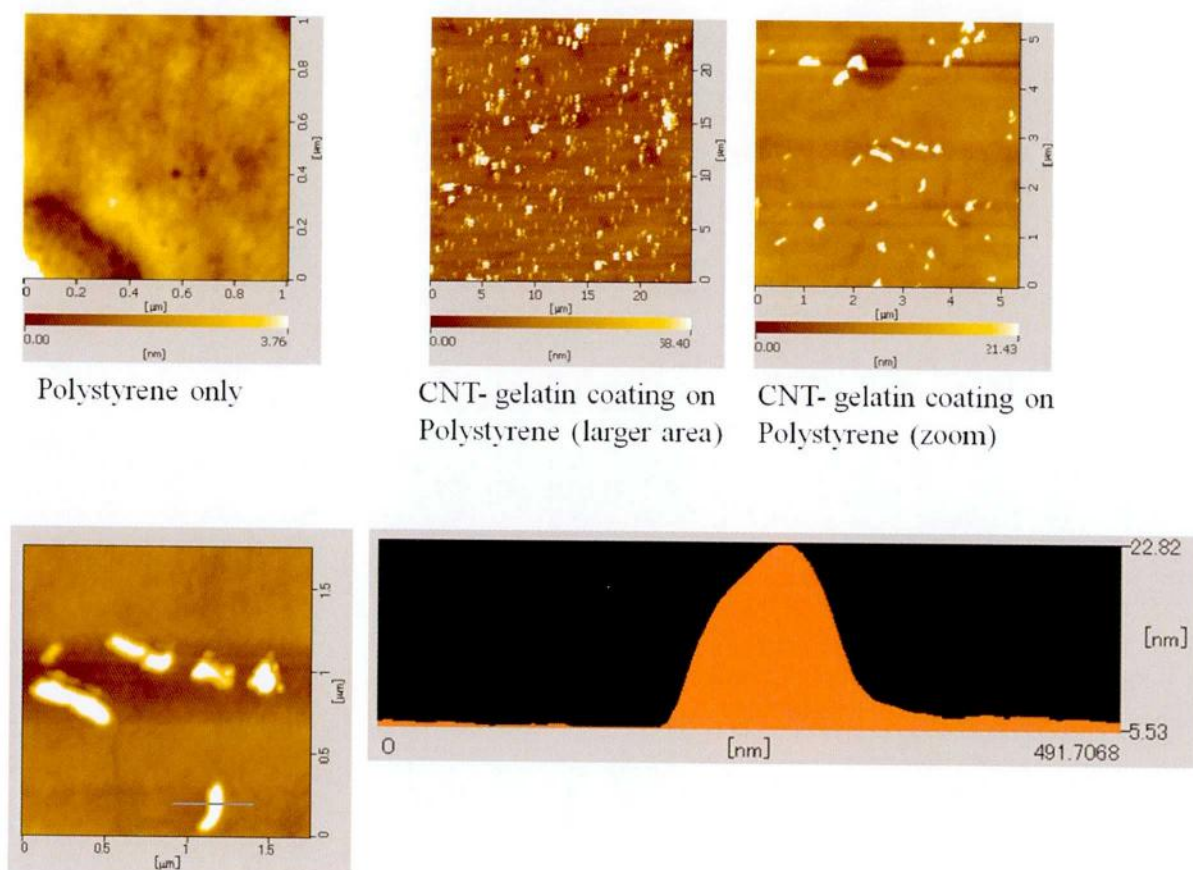 0 0.2 0.4 0.6 0.8 1
[µm]
0.2 0.4 0.6 0.8 1
[µm]
0.00 3.76
[nm]
Polystyrene only
0 5 10 15 20
[µm]
0 5 10 15 20
[µm]
0.00 58.40
[nm]
CNT- gelatin coating on
Polystyrene (larger area)
0 1 2 3 4 5
[µm]
0 1 2 3 4 5
[µm]
0.00 21.43
[nm]
CNT- gelatin coating on
Polystyrene (zoom)
0 0.5 1 1.5
[µm]
0 0.5 1 1.5
[µm]
22.82
[nm]
5.53
0 [nm] 491.7068